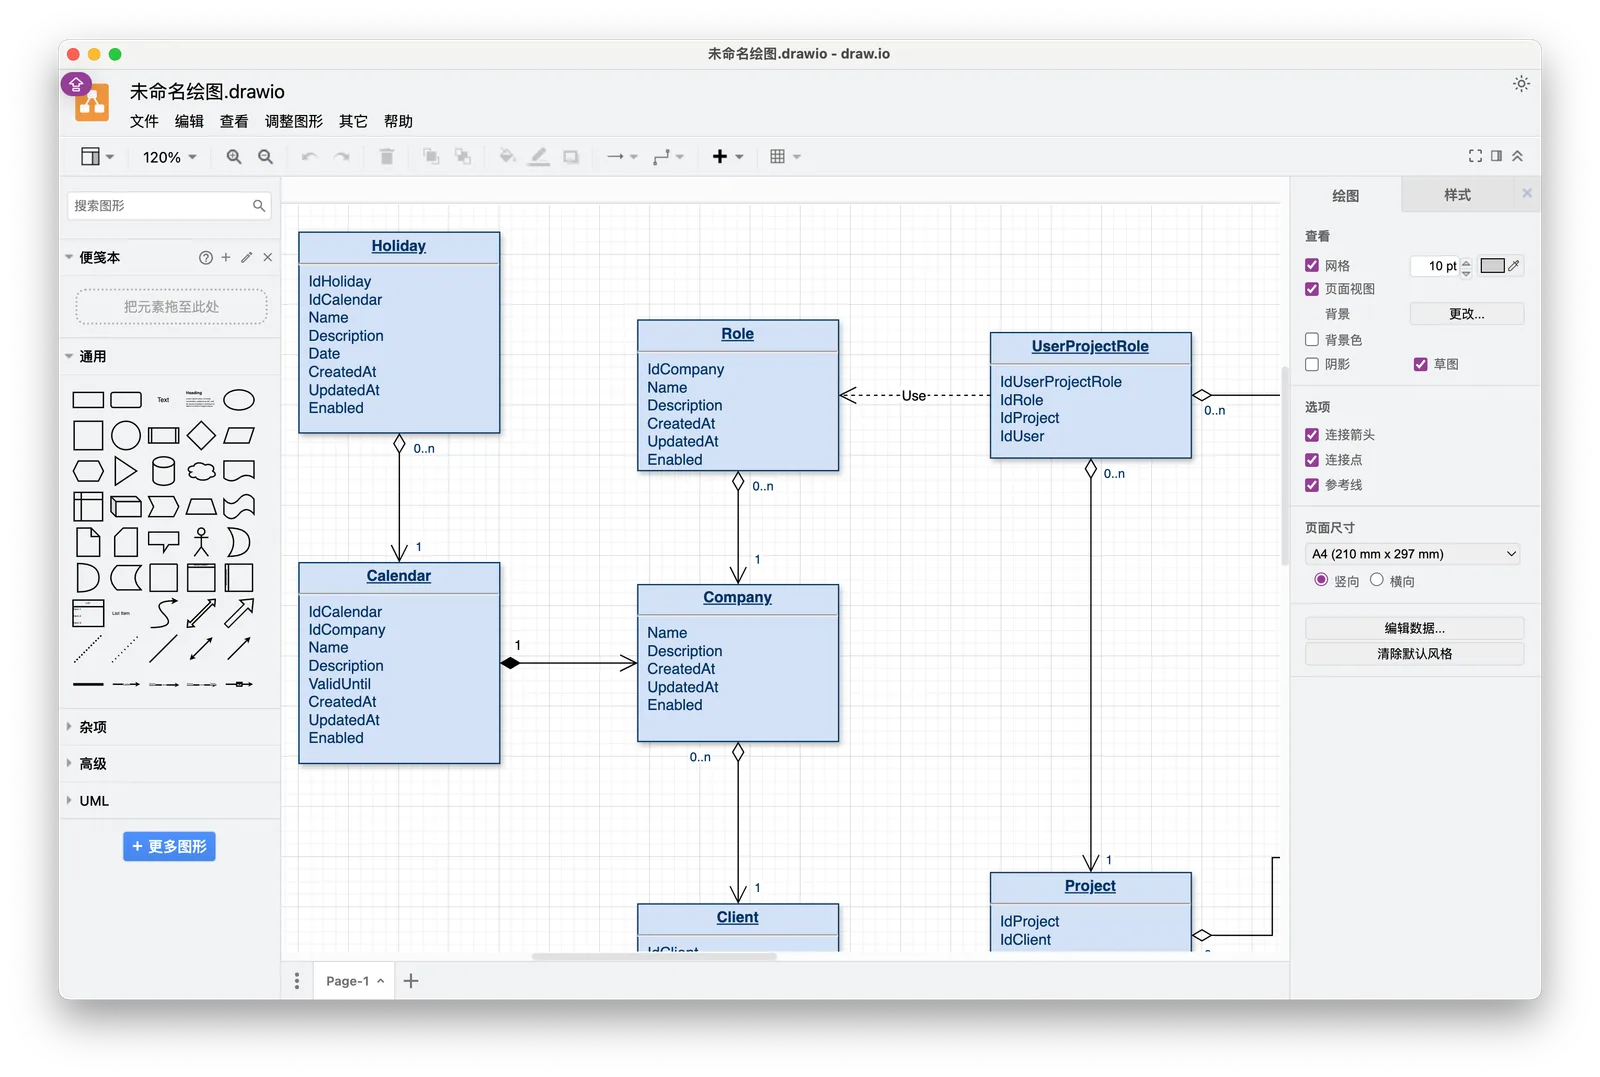 未命名绘图.drawio - draw.io
未命名绘图.drawio
文件 编辑 查看 调整图形 其它 帮助
120%
搜索图形
便笺本
把元素拖至此处
通用
Text
Heading
List Item
杂项
高级
UML
+ 更多图形
Holiday
IdHoliday
IdCalendar
Name
Description
Date
CreatedAt
UpdatedAt
Enabled
0..n
1
Calendar
IdCalendar
IdCompany
Name
Description
ValidUntil
CreatedAt
UpdatedAt
Enabled
1
Role
IdCompany
Name
Description
CreatedAt
UpdatedAt
Enabled
0..n
1
Company
Name
Description
CreatedAt
UpdatedAt
Enabled
0..n
1
Client
IdClient
Use
UserProjectRole
IdUserProjectRole
IdRole
IdProject
IdUser
0..n
0..n
1
Project
IdProject
IdClient
Page-1
绘图 样式
查看
网格 10 pt
页面视图
背景 更改...
背景色
阴影 草图
选项
连接箭头
连接点
参考线
页面尺寸
A4 (210 mm x 297 mm)
竖向 横向
编辑数据...
清除默认风格